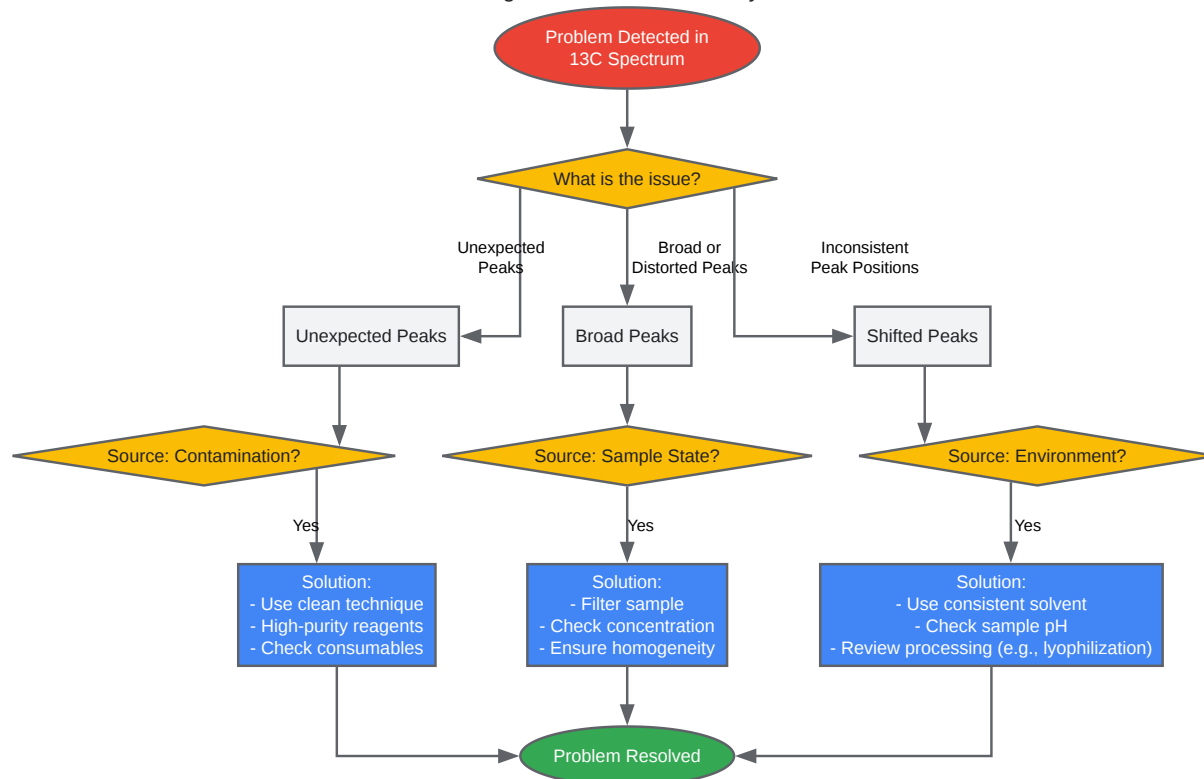 Problem Detected in
13C Spectrum
What is the issue?
Unexpected
Peaks
Broad or
Distorted Peaks
Inconsistent
Peak Positions
Unexpected Peaks
Broad Peaks
Shifted Peaks
Source: Contamination?
Source: Sample State?
Source: Environment?
Yes
Yes
Yes
Solution:
- Use clean technique
- High-purity reagents
- Check consumables
Solution:
- Filter sample
- Check concentration
- Ensure homogeneity
Solution:
- Use consistent solvent
- Check sample pH
- Review processing (e.g., lyophilization)
Problem Resolved